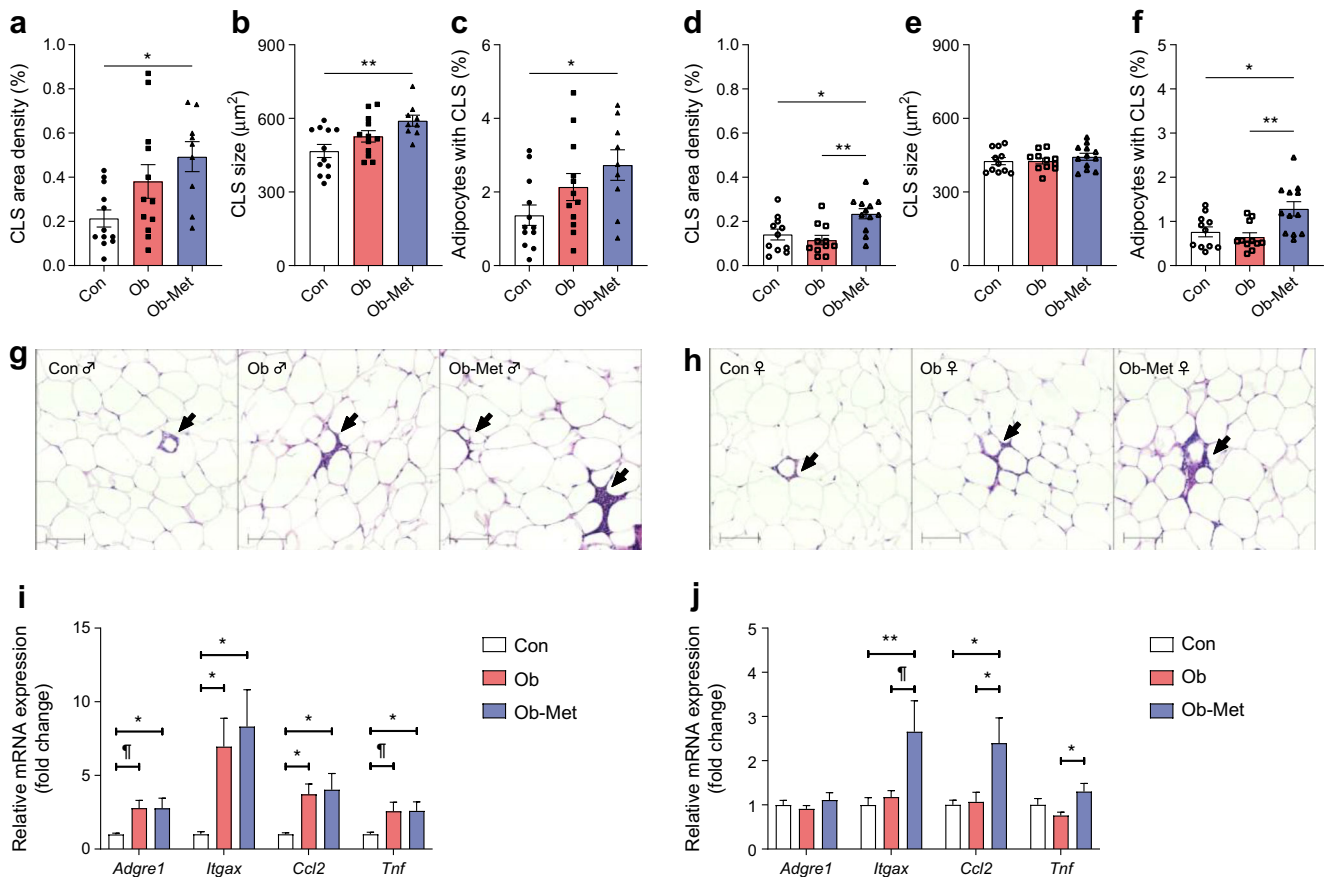 a
CLS area density (%)
1.0
0.8
0.6
0.4
0.2
0.0
*
Con
Ob
Ob-Met
b
CLS size (μm²)
900
600
300
0
**
Con
Ob
Ob-Met
c
Adipocytes with CLS (%)
6
4
2
0
*
Con
Ob
Ob-Met
d
CLS area density (%)
1.0
0.8
0.6
0.4
0.2
0.0
*
**
Con
Ob
Ob-Met
e
CLS size (μm²)
900
600
300
0
Con
Ob
Ob-Met
f
Adipocytes with CLS (%)
5
4
3
2
1
0
*
**
Con
Ob
Ob-Met
g
Con ♂
Ob ♂
Ob-Met ♂
h
Con ♀
Ob ♀
Ob-Met ♀
i
Relative mRNA expression
(fold change)
15
10
5
0
*
¶
*
*
*
*
*
¶
Adgre1
Itgax
Ccl2
Tnf
Con
Ob
Ob-Met
j
Relative mRNA expression
(fold change)
5
4
3
2
1
0
**
¶
*
*
*
Adgre1
Itgax
Ccl2
Tnf
Con
Ob
Ob-Met